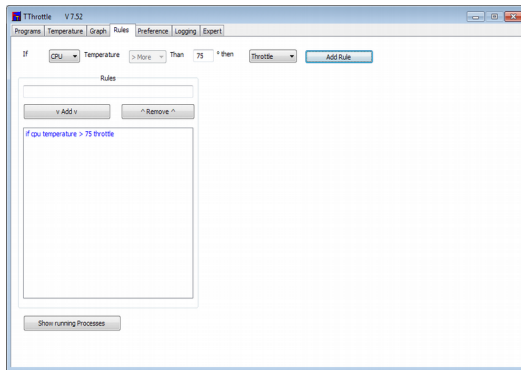 TThrottle V 7.52
Programs Temperature Graph Rules Preference Logging Expert
If CPU Temperature > More Than 75 ° then Throttle Add Rule
Rules
v Add v ^ Remove ^
if cpu temperature > 75 throttle
Show running Processes